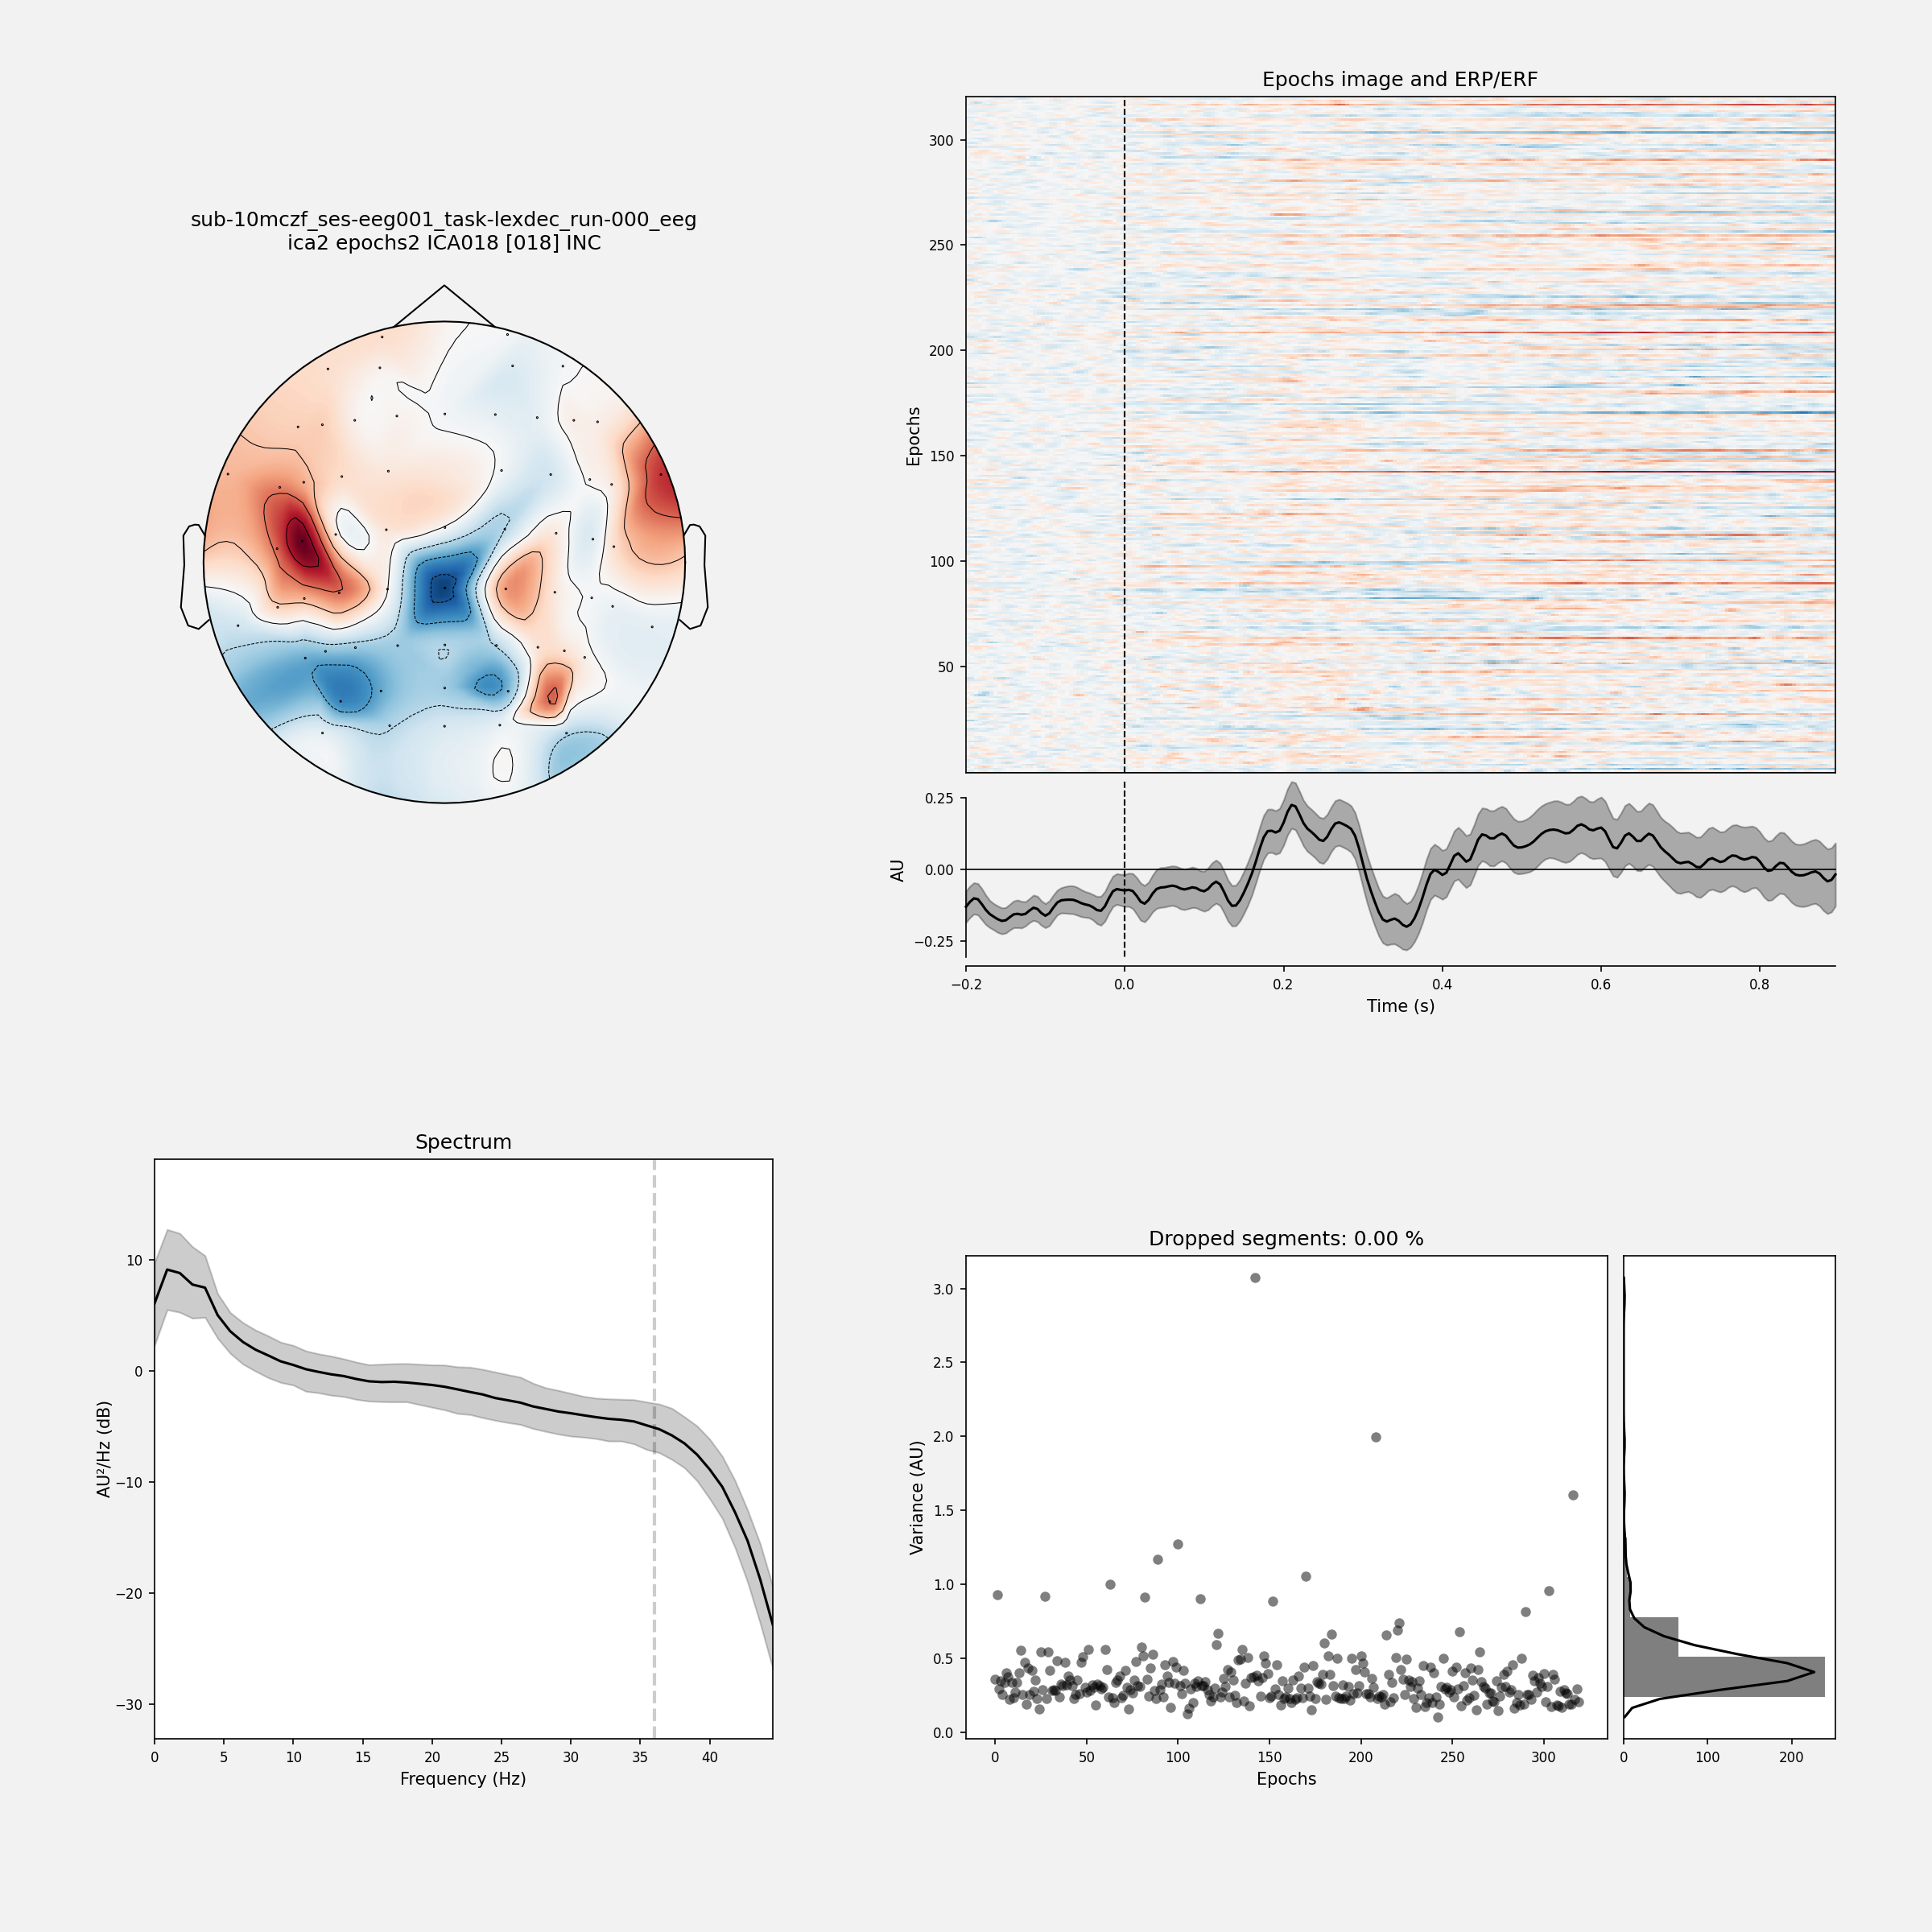 sub-10mczf_ses-eeg001_task-lexdec_run-000_eeg
ica2 epochs2 ICA018 [018] INC
Epochs image and ERP/ERF
300
250
200
150
100
50
Epochs
0.25
0.00
−0.25
AU
−0.2 0.0 0.2 0.4 0.6 0.8
Time (s)
Spectrum
10
0
−10
−20
−30
AU²/Hz (dB)
0 5 10 15 20 25 30 35 40
Frequency (Hz)
Dropped segments: 0.00 %
3.0
2.5
2.0
1.5
1.0
0.5
0.0
Variance (AU)
0 50 100 150 200 250 300
Epochs
0 100 200